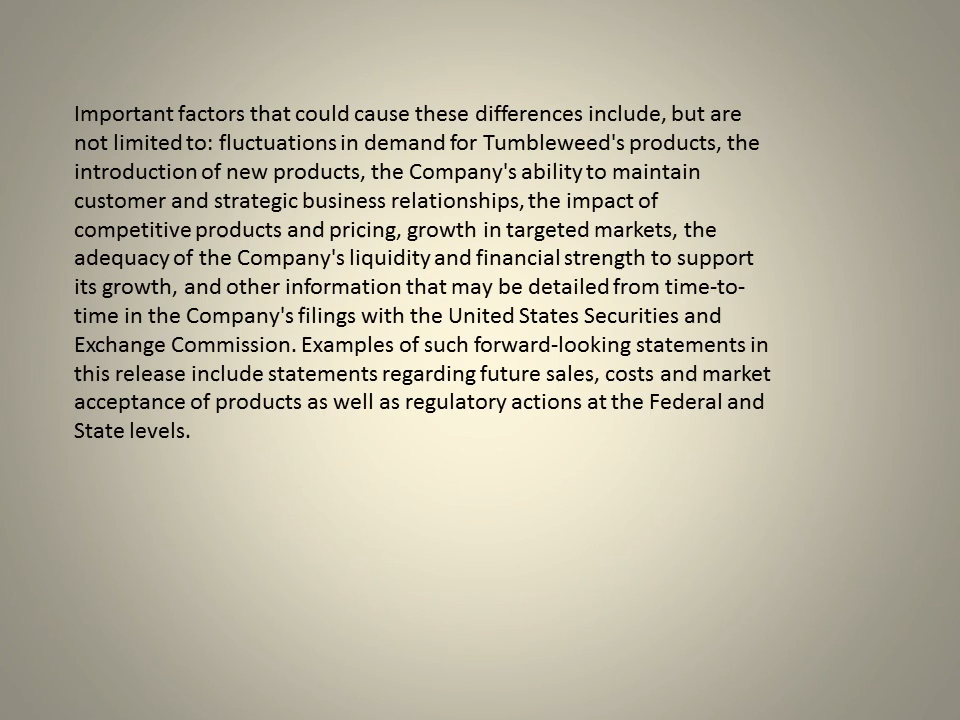 Important factors that could cause these differences include, but are
not limited to: fluctuations in demand for Tumbleweed's products, the
introduction of new products, the Company's ability to maintain
customer and strategic business relationships, the impact of
competitive products and pricing, growth in targeted markets, the
adequacy of the Company's liquidity and financial strength to support
its growth, and other information that may be detailed from time-to-
time in the Company's filings with the United States Securities and
Exchange Commission. Examples of such forward-looking statements in
this release include statements regarding future sales, costs and market
acceptance of products as well as regulatory actions at the Federal and
State levels.